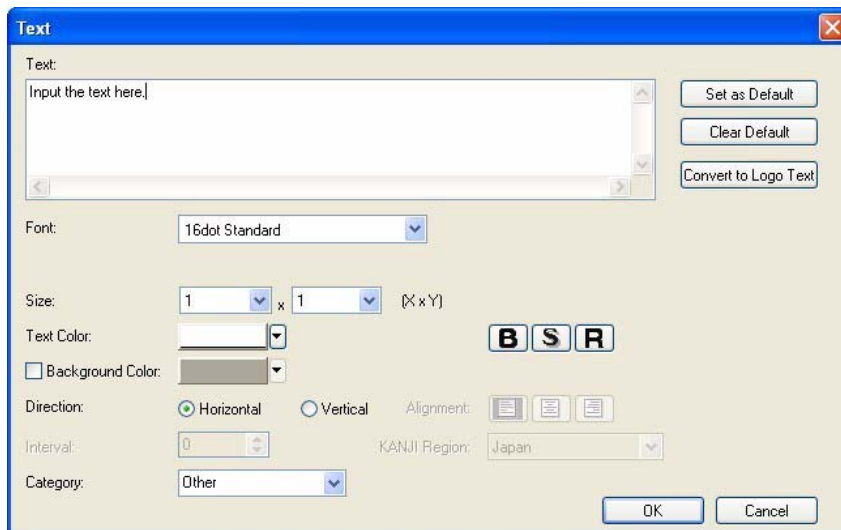 Text
Text:
Input the text here.
Set as Default
Clear Default
Convert to Logo Text
Font: 16dot Standard
Size: 1 x 1 (X x Y)
Text Color: B S R
Background Color:
Direction: Horizontal Vertical Alignment:
Interval: 0 KANJI Region: Japan
Category: Other
OK Cancel